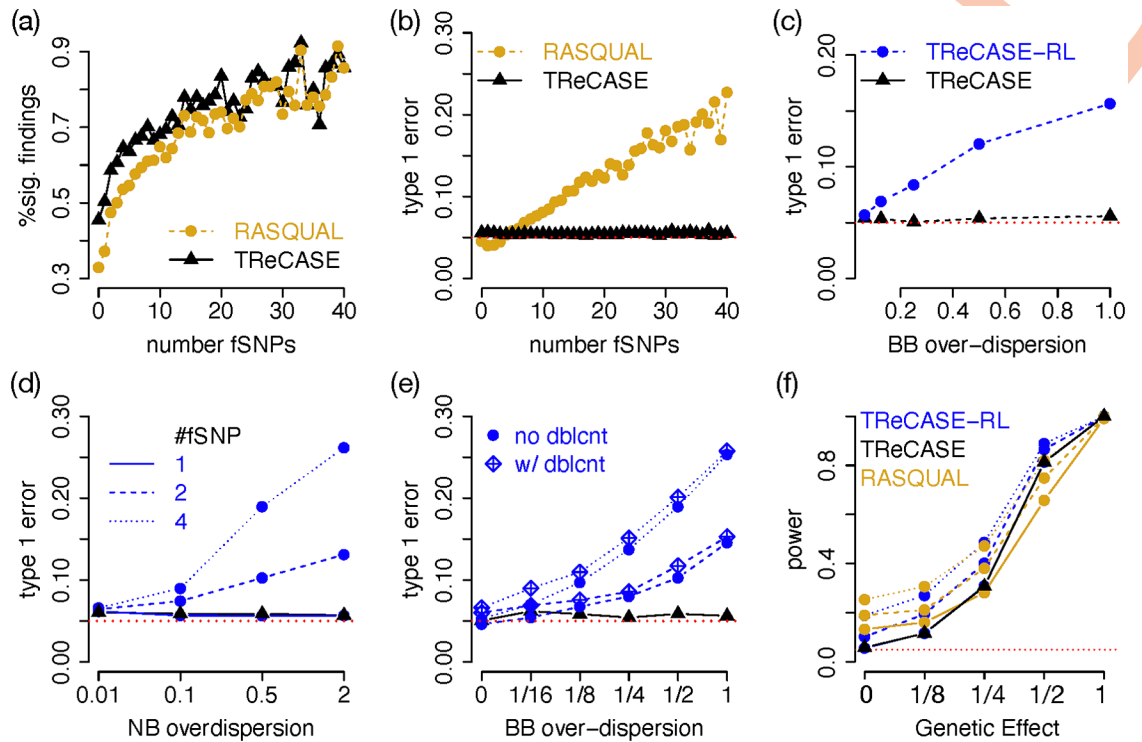 (a)
%sig. findings
0.3 0.5 0.7 0.9
RASQUAL
TReCASE
0 10 20 30 40
number fSNPs
(b)
type 1 error
0.00 0.10 0.20 0.30
RASQUAL
TReCASE
0 10 20 30 40
number fSNPs
(c)
type 1 error
0.00 0.10 0.20
TReCASE-RL
TReCASE
0.2 0.4 0.6 0.8 1.0
BB over-dispersion
(d)
type 1 error
0.00 0.10 0.20 0.30
#fSNP
1
2
4
0.01 0.1 0.5 2
NB overdispersion
(e)
type 1 error
0.00 0.10 0.20 0.30
no dblcnt
w/ dblcnt
0 1/16 1/8 1/4 1/2 1
BB over-dispersion
(f)
power
0.0 0.4 0.8
TReCASE-RL
TReCASE
RASQUAL
0 1/8 1/4 1/2 1
Genetic Effect